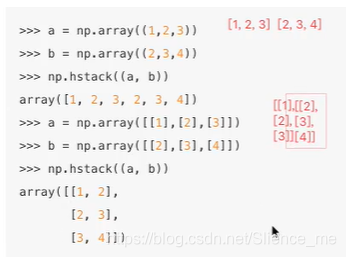 >>> a = np.array((1,2,3))
[1, 2, 3] [2, 3, 4]
>>> b = np.array((2,3,4))
>>> np.hstack((a, b))
array([1, 2, 3, 2, 3, 4])
>>> a = np.array([[1],[2],[3]])
[[1],[[2],
>>> b = np.array([[2],[3],[4]])
[2], [3],
>>> np.hstack((a, b))
[3]][4]]
array([[1, 2],
[2, 3],
[3, 4]])
https://blog.csdn.net/Silence_me